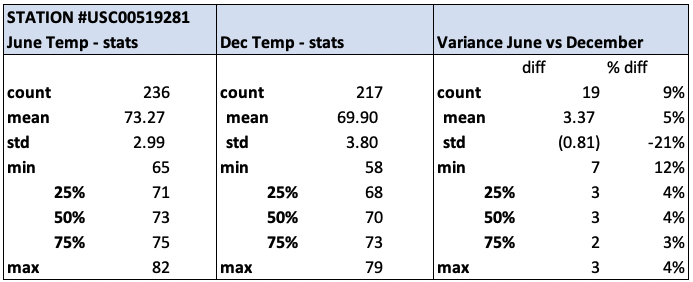 STATION #USC00519281
June Temp - stats Dec Temp - stats Variance June vs December
diff % diff
count 236 count 217 count 19 9%
mean 73.27 mean 69.90 mean 3.37 5%
std 2.99 std 3.80 std (0.81) -21%
min 65 min 58 min 7 12%
25% 71 25% 68 25% 3 4%
50% 73 50% 70 50% 3 4%
75% 75 75% 73 75% 2 3%
max 82 max 79 max 3 4%